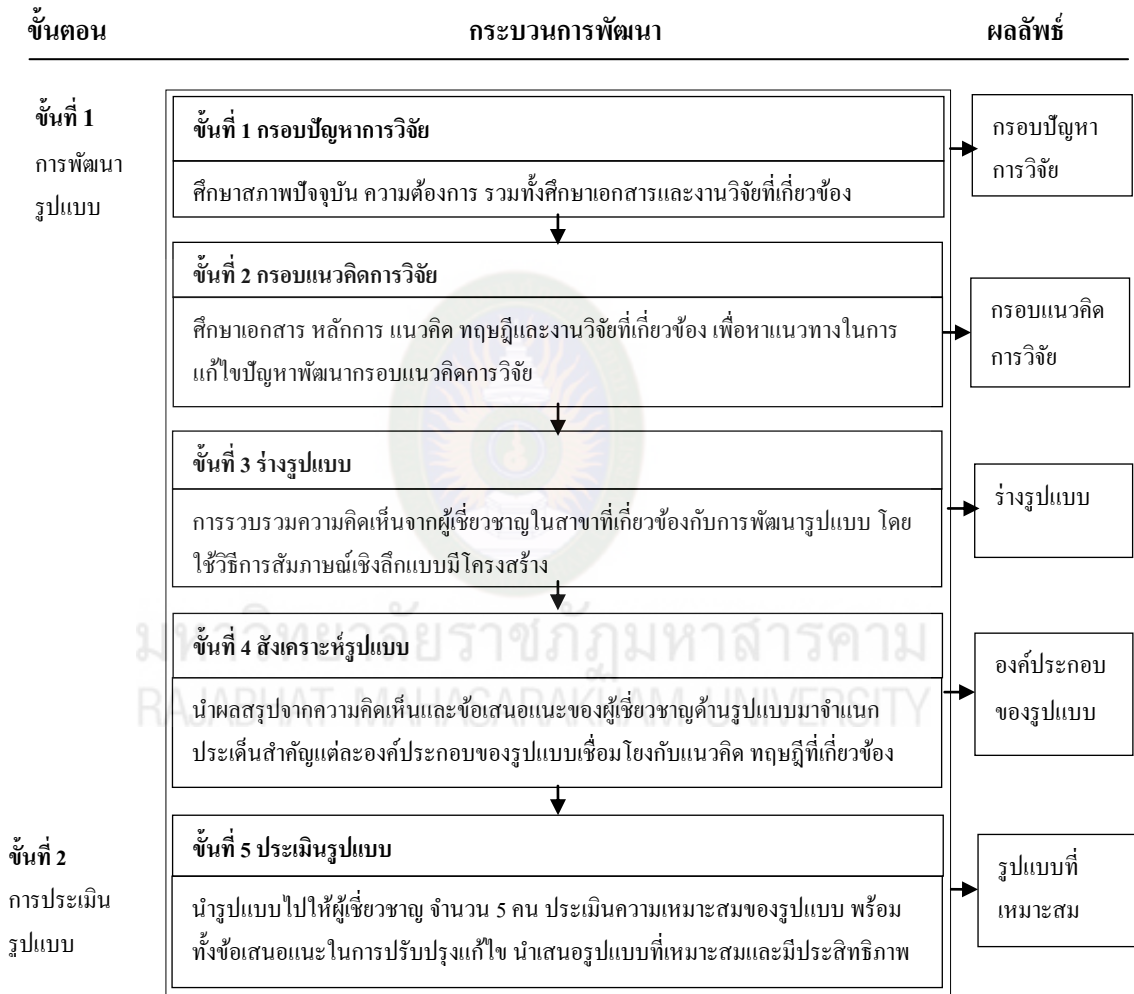 ขั้นตอน กระบวนการพัฒนา ผลลัพธ์
ขั้นที่ 1
การพัฒนา
รูปแบบ
ขั้นที่ 1 กรอบปัญหาการวิจัย
ศึกษาสภาพปัจจุบัน ความต้องการ รวมทั้งศึกษาเอกสารและงานวิจัยที่เกี่ยวข้อง
กรอบปัญหา
การวิจัย
ขั้นที่ 2 กรอบแนวคิดการวิจัย
ศึกษาเอกสาร หลักการ แนวคิด ทฤษฎีและงานวิจัยที่เกี่ยวข้อง เพื่อหาแนวทางในการ
แก้ไขปัญหาพัฒนากรอบแนวคิดการวิจัย
กรอบแนวคิด
การวิจัย
ขั้นที่ 3 ร่างรูปแบบ
การรวบรวมความคิดเห็นจากผู้เชี่ยวชาญในสาขาที่เกี่ยวข้องกับการพัฒนารูปแบบ โดย
ใช้วิธีการสัมภาษณ์เชิงลึกแบบมีโครงสร้าง
ร่างรูปแบบ
มหาวิทยาลัยราชภัฏมหาสารคาม
RAJABHAT MAHASARAKHAM UNIVERSITY
ขั้นที่ 4 สังเคราะห์รูปแบบ
นำผลสรุปจากความคิดเห็นและข้อเสนอแนะของผู้เชี่ยวชาญด้านรูปแบบมาจำแนก
ประเด็นสำคัญแต่ละองค์ประกอบของรูปแบบเชื่อมโยงกับแนวคิด ทฤษฎีที่เกี่ยวข้อง
องค์ประกอบ
ของรูปแบบ
ขั้นที่ 2
การประเมิน
รูปแบบ
ขั้นที่ 5 ประเมินรูปแบบ
นำรูปแบบไปให้ผู้เชี่ยวชาญ จำนวน 5 คน ประเมินความเหมาะสมของรูปแบบ พร้อม
ทั้งข้อเสนอแนะในการปรับปรุงแก้ไข นำเสนอรูปแบบที่เหมาะสมและมีประสิทธิภาพ
รูปแบบที่
เหมาะสม